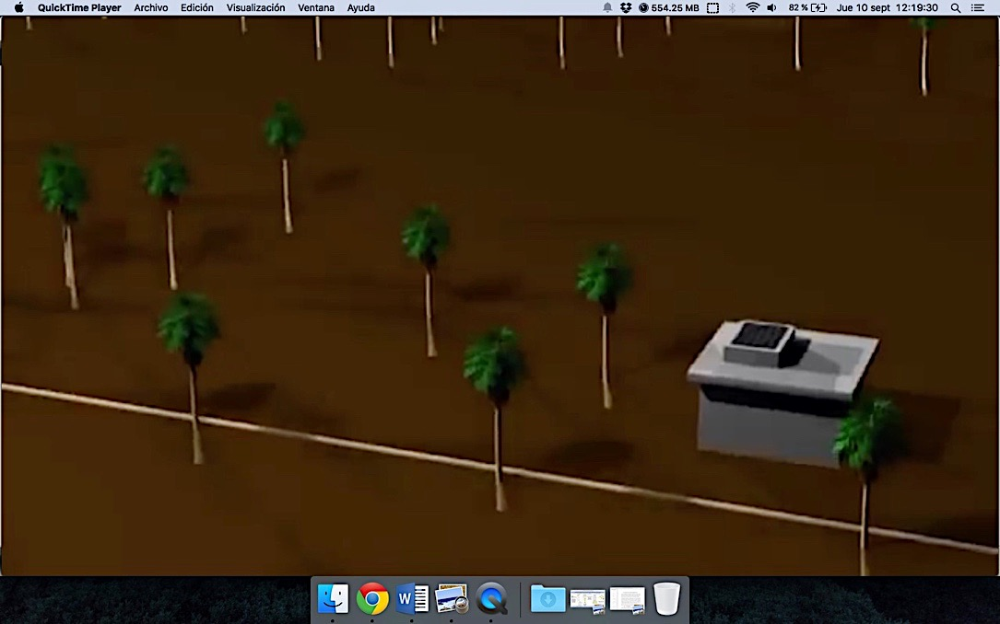 QuickTime Player Archivo Edición Visualización Ventana Ayuda 554.25 MB 82 % Jue 10 sept 12:19:30
W